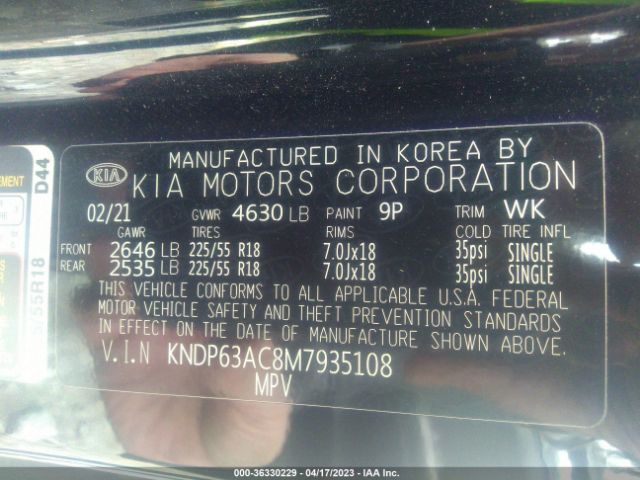 MANUFACTURED IN KOREA BY
KIA KIA MOTORS CORPORATION
02/21 GVWR 4630 LB PAINT 9P TRIM WK
GAWR TIRES RIMS COLD TIRE INFL
FRONT 2646 LB 225/55 R18 7.0Jx18 35psi SINGLE
REAR 2535 LB 225/55 R18 7.0Jx18 35psi SINGLE
THIS VEHICLE CONFORMS TO ALL APPLICABLE U.S.A. FEDERAL
MOTOR VEHICLE SAFETY AND THEFT PREVENTION STANDARDS
IN EFFECT ON THE DATE OF MANUFACTURE SHOWN ABOVE.
V.I.N KNDP63AC8M7935108
MPV
D44
EMENT
5/55R18
000-36330229 - 04/17/2023 - IAA Inc.